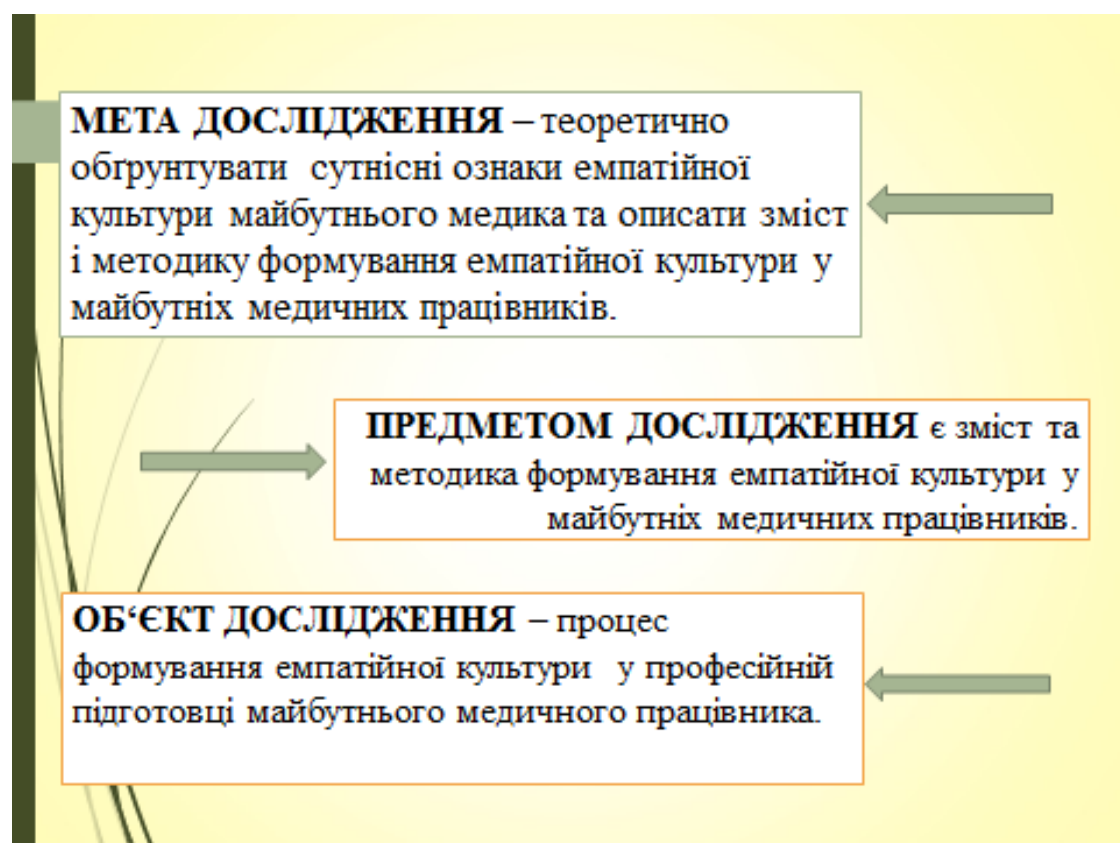 МЕТА ДОСЛІДЖЕННЯ – теоретично
обґрунтувати сутнісні ознаки емпатійної
культури майбутнього медика та описати зміст
і методику формування емпатійної культури у
майбутніх медичних працівників.
ПРЕДМЕТОМ ДОСЛІДЖЕННЯ є зміст та
методика формування емпатійної культури у
майбутніх медичних працівників.
ОБ‘ЄКТ ДОСЛІДЖЕННЯ – процес
формування емпатійної культури у професійній
підготовці майбутнього медичного працівника.